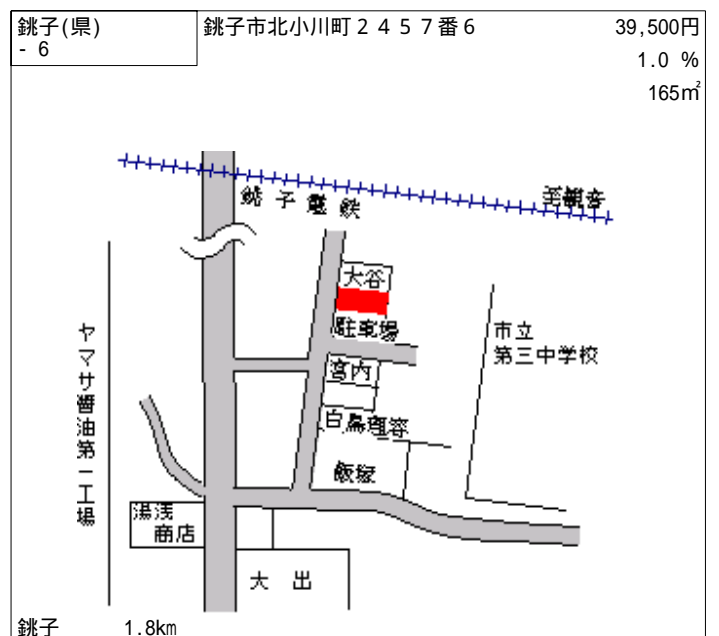 銚子(県) 銚子市北小川町２４５７番6 39,500円
- 6 1.0 %
165㎡
銚子電鉄
至観音
大谷
駐車場
宮内
白鳥理容
飯塚
市立
第三中学校
ヤマサ醤油第一工場
湯浅
商店
大出
銚子 1.8km